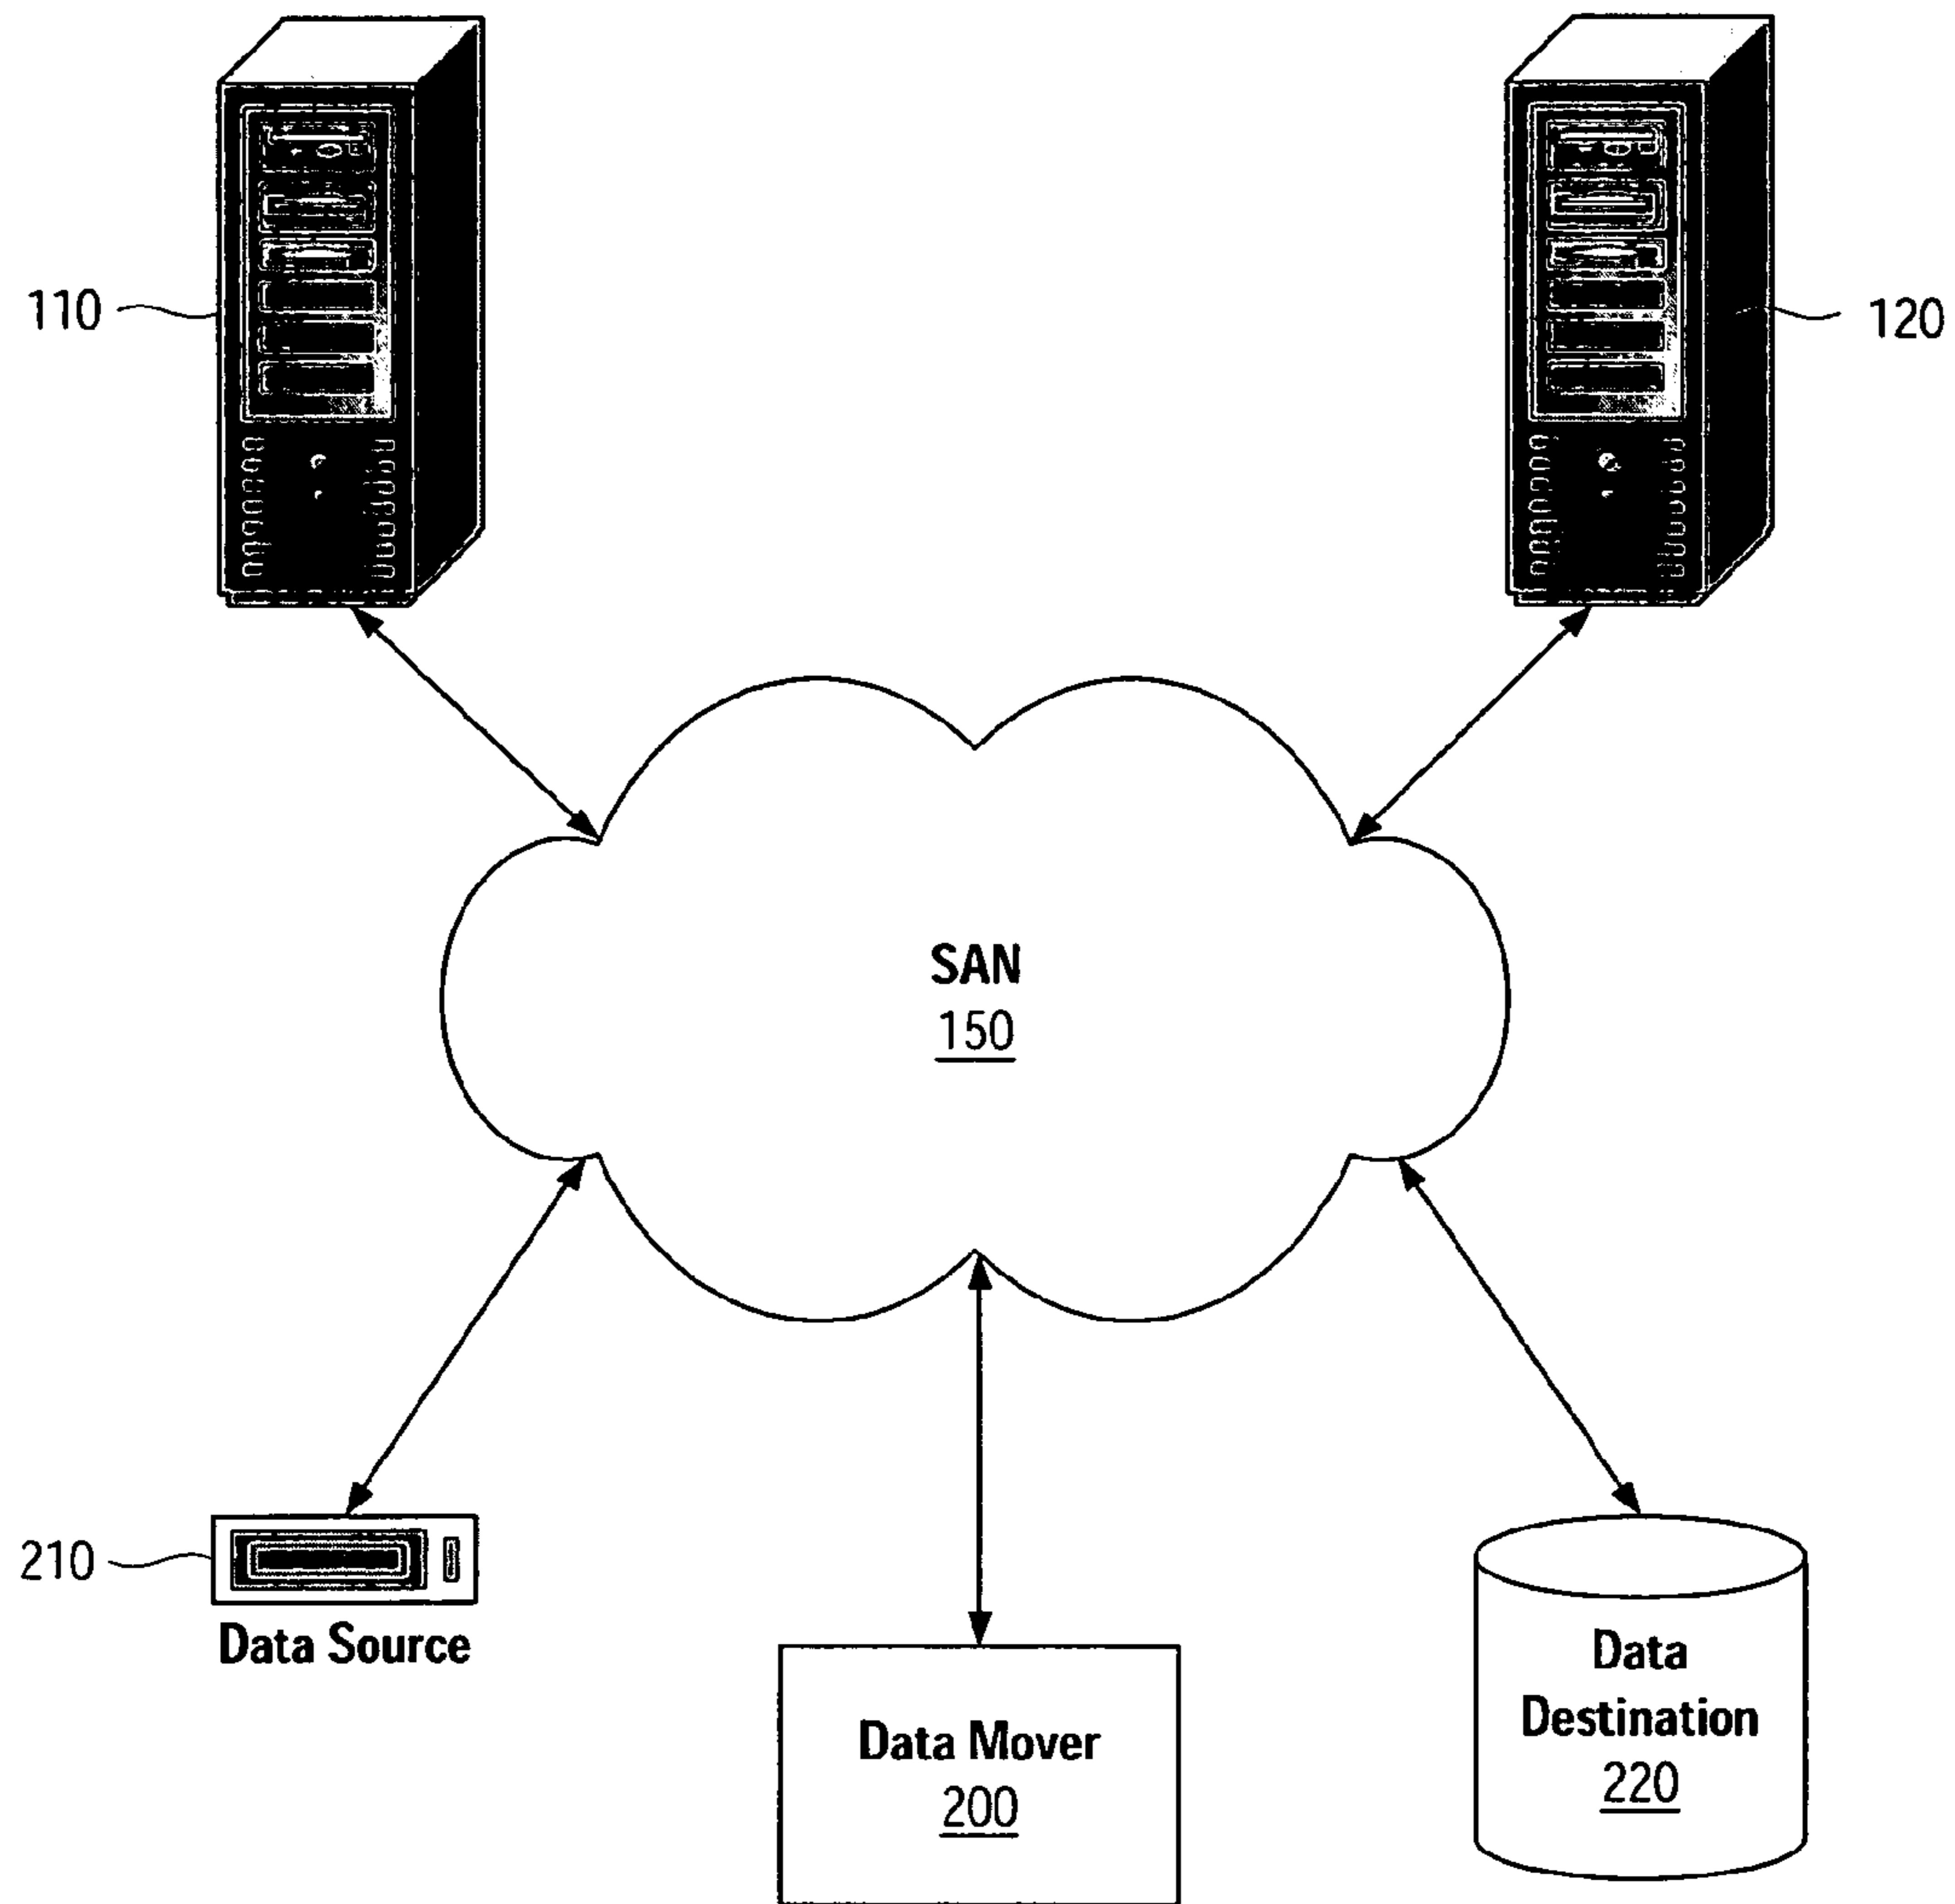 110
120
SAN
150
210
Data Source
Data Mover
200
Data
Destination
220